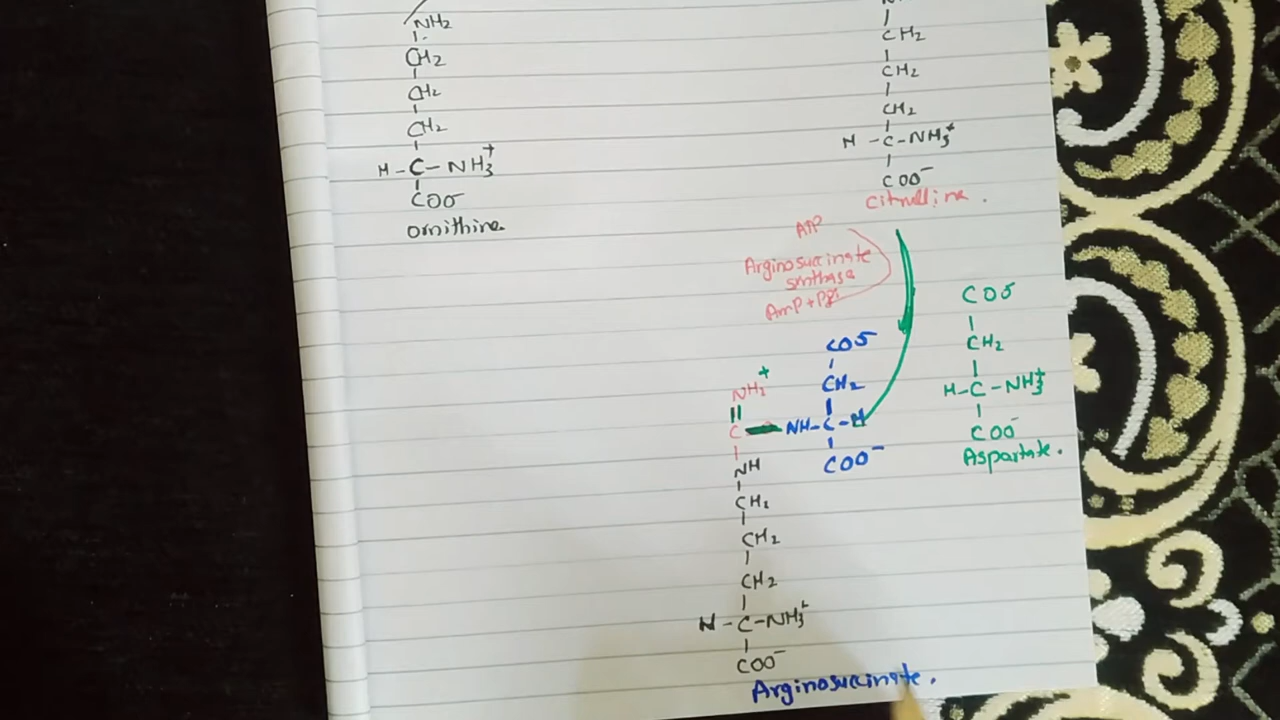 NH2
CH2
CH2
CH2
H-C-NH3+
COO-
ornithine
CH2
CH2
CH2
H-C-NH3+
COO-
citrulline.
ATP
Arginosuccinate
synthase
AMP+PPi
COO-
CH2
H-C-NH3+
COO-
Aspartate.
COO-
CH2
NH2+
C-NH-C-H
COO-
NH
CH2
CH2
CH2
H-C-NH3+
COO-
Arginosuccinate.